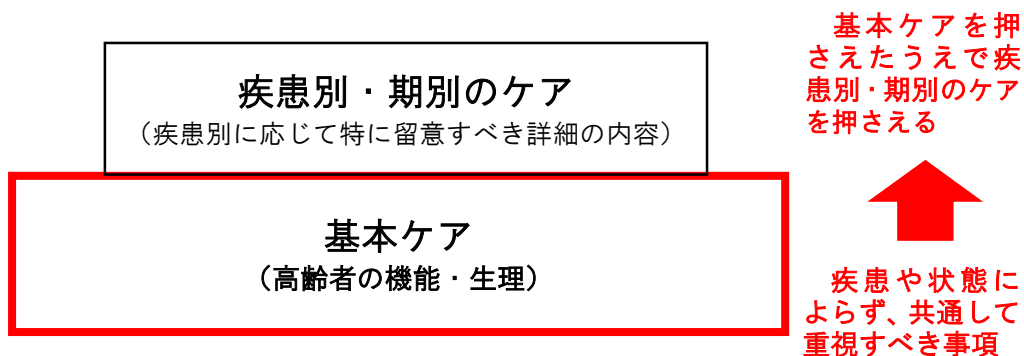 疾患別・期別のケア
（疾患別に応じて特に留意すべき詳細の内容）
基本ケア
（高齢者の機能・生理）
基本ケアを押
さえたうえで疾
患別・期別のケア
を押さえる
疾患や状態に
よらず、共通して
重視すべき事項